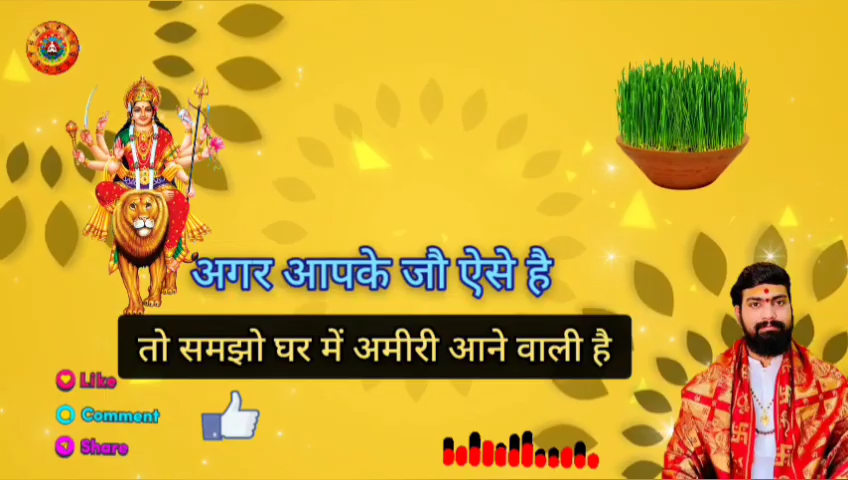 अगर आपके जौ ऐसे है
तो समझो घर में अमीरी आने वाली है
Like
Comment
Share